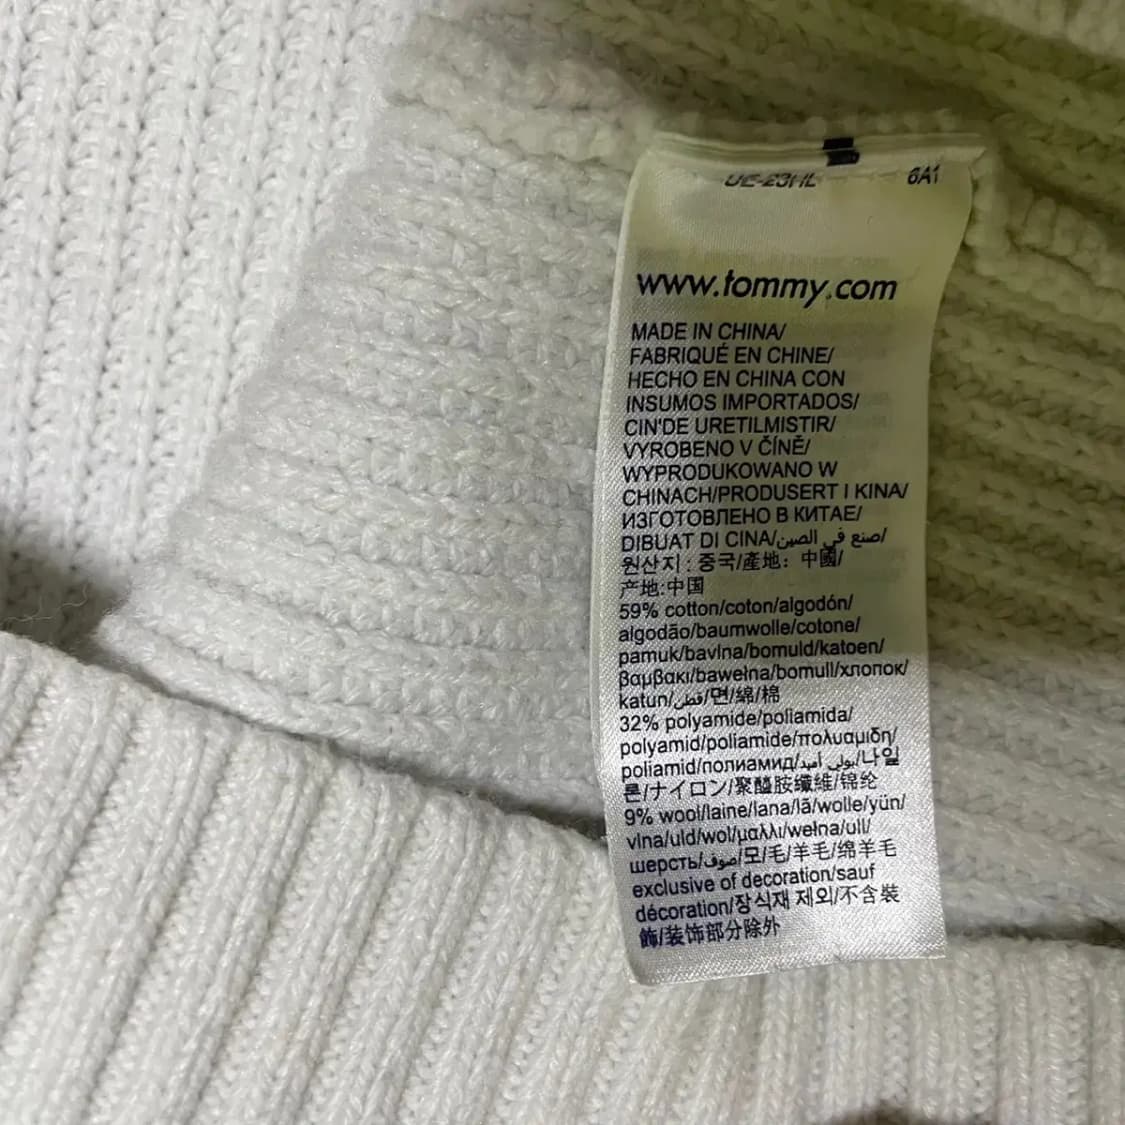 UE-23HL 6A1
www.tommy.com
MADE IN CHINA/
FABRIQUÉ EN CHINE/
HECHO EN CHINA CON
INSUMOS IMPORTADOS/
CIN'DE URETILMISTIR/
VYROBENO V ČÍNĚ/
WYPRODUKOWANO W
CHINACH/PRODUSERT I KINA/
ИЗГОТОВЛЕНО В КИТАЕ/
DIBUAT DI CINA/صنع في الصين/
원산지 : 중국/產地: 中國/
产地:中国
59% cotton/coton/algodón/
algodão/baumwolle/cotone/
pamuk/bavlna/bomuld/katoen/
βαμβακι/bawełna/bomull/хлопок/
katun/قطن/면/綿/棉
32% polyamide/poliamida/
polyamid/poliamide/πολυαμιδη/
poliamid/полиамид/بولي أميد/나일
론/ナイロン/聚醯胺纖維/锦纶
9% wool/laine/lana/lã/wolle/yün/
vlna/uld/wol/μαλλι/wełna/ull/
шерсть/صوف/모/毛/羊毛/绵羊毛
exclusive of decoration/sauf
décoration/장식재 제외/不含裝
飾/装饰部分除外